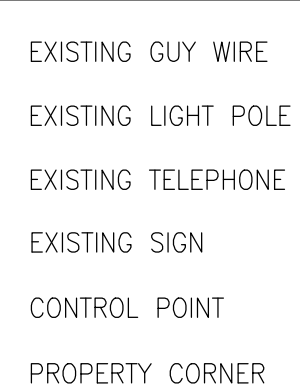 EXISTING GUY WIRE
EXISTING LIGHT POLE
EXISTING TELEPHONE
EXISTING SIGN
CONTROL POINT
PROPERTY CORNER